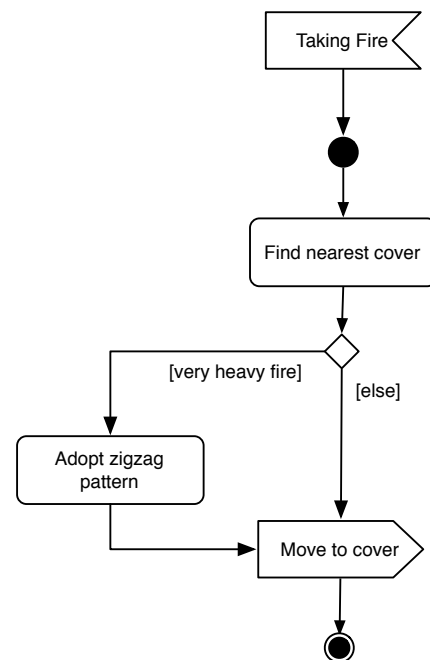 Taking Fire
Find nearest cover
[very heavy fire]
[else]
Adopt zigzag
pattern
Move to cover